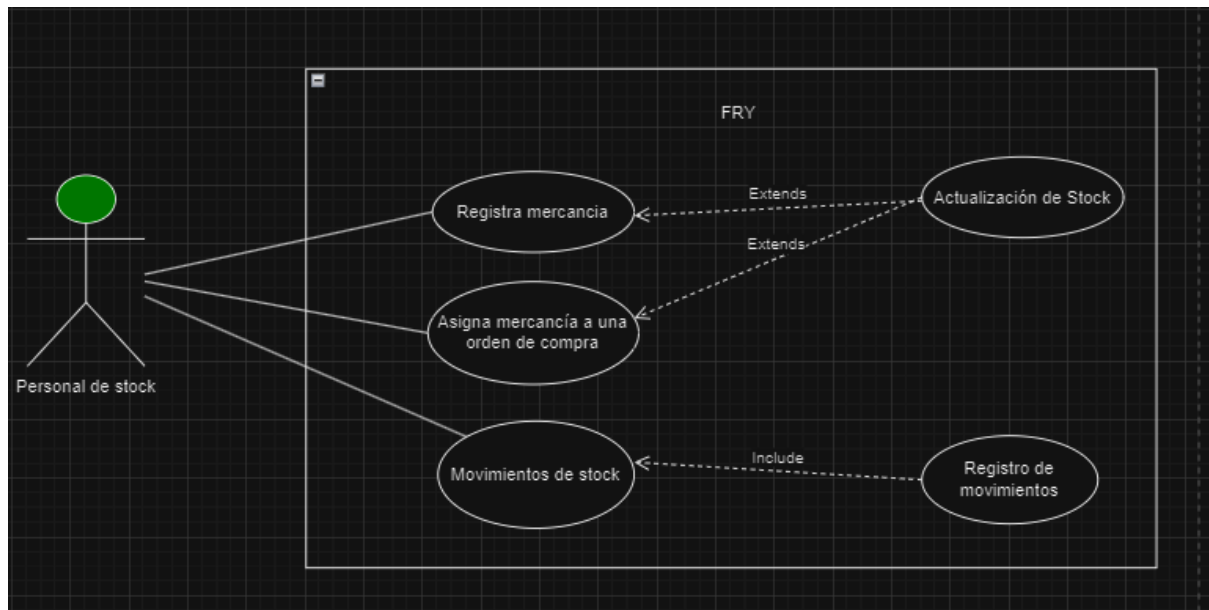 FRY
Registra mercancia
Extends
Actualización de Stock
Extends
Asigna mercancía a una
orden de compra
Personal de stock
Movimientos de stock
Include
Registro de
movimientos